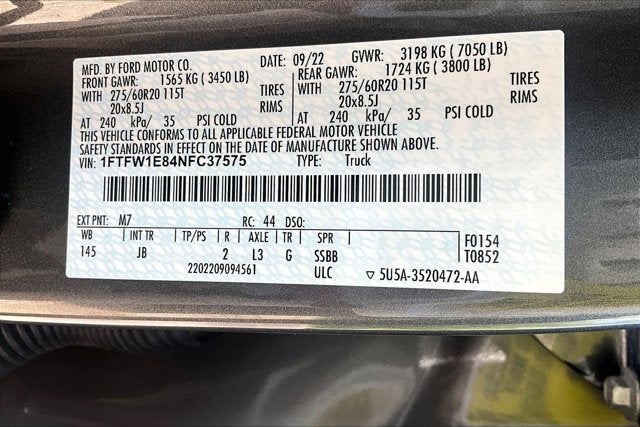 MFD. BY FORD MOTOR CO. DATE: 09/22 GVWR: 3198 KG ( 7050 LB)
FRONT GAWR: 1565 KG ( 3450 LB) REAR GAWR: 1724 KG ( 3800 LB)
WITH 275/60R20 115T TIRES WITH 275/60R20 115T TIRES
20x8.5J RIMS 20x8.5J RIMS
AT 240 kPa/ 35 PSI COLD AT 240 kPa/ 35 PSI COLD
THIS VEHICLE CONFORMS TO ALL APPLICABLE FEDERAL MOTOR VEHICLE
SAFETY STANDARDS IN EFFECT ON THE DATE OF MANUFACTURE SHOWN ABOVE.
VIN: 1FTFW1E84NFC37575 TYPE: Truck
EXT PNT: M7 RC: 44 DSO:
WB INT TR TP/PS R AXLE TR SPR F0154
145 JB 2 L3 G SSBB T0852
2202209094561 ULC ▽ 5U5A-3520472-AA